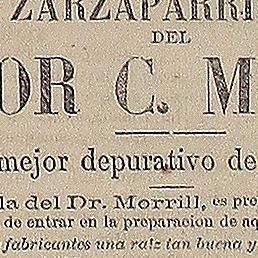 ZARZAPARRI
DEL
OR C. M
mejor depurativo de
la del Dr. Morrill, es pre
de entrar en la preparacion de aq
fabricantes una raiz tan buena y